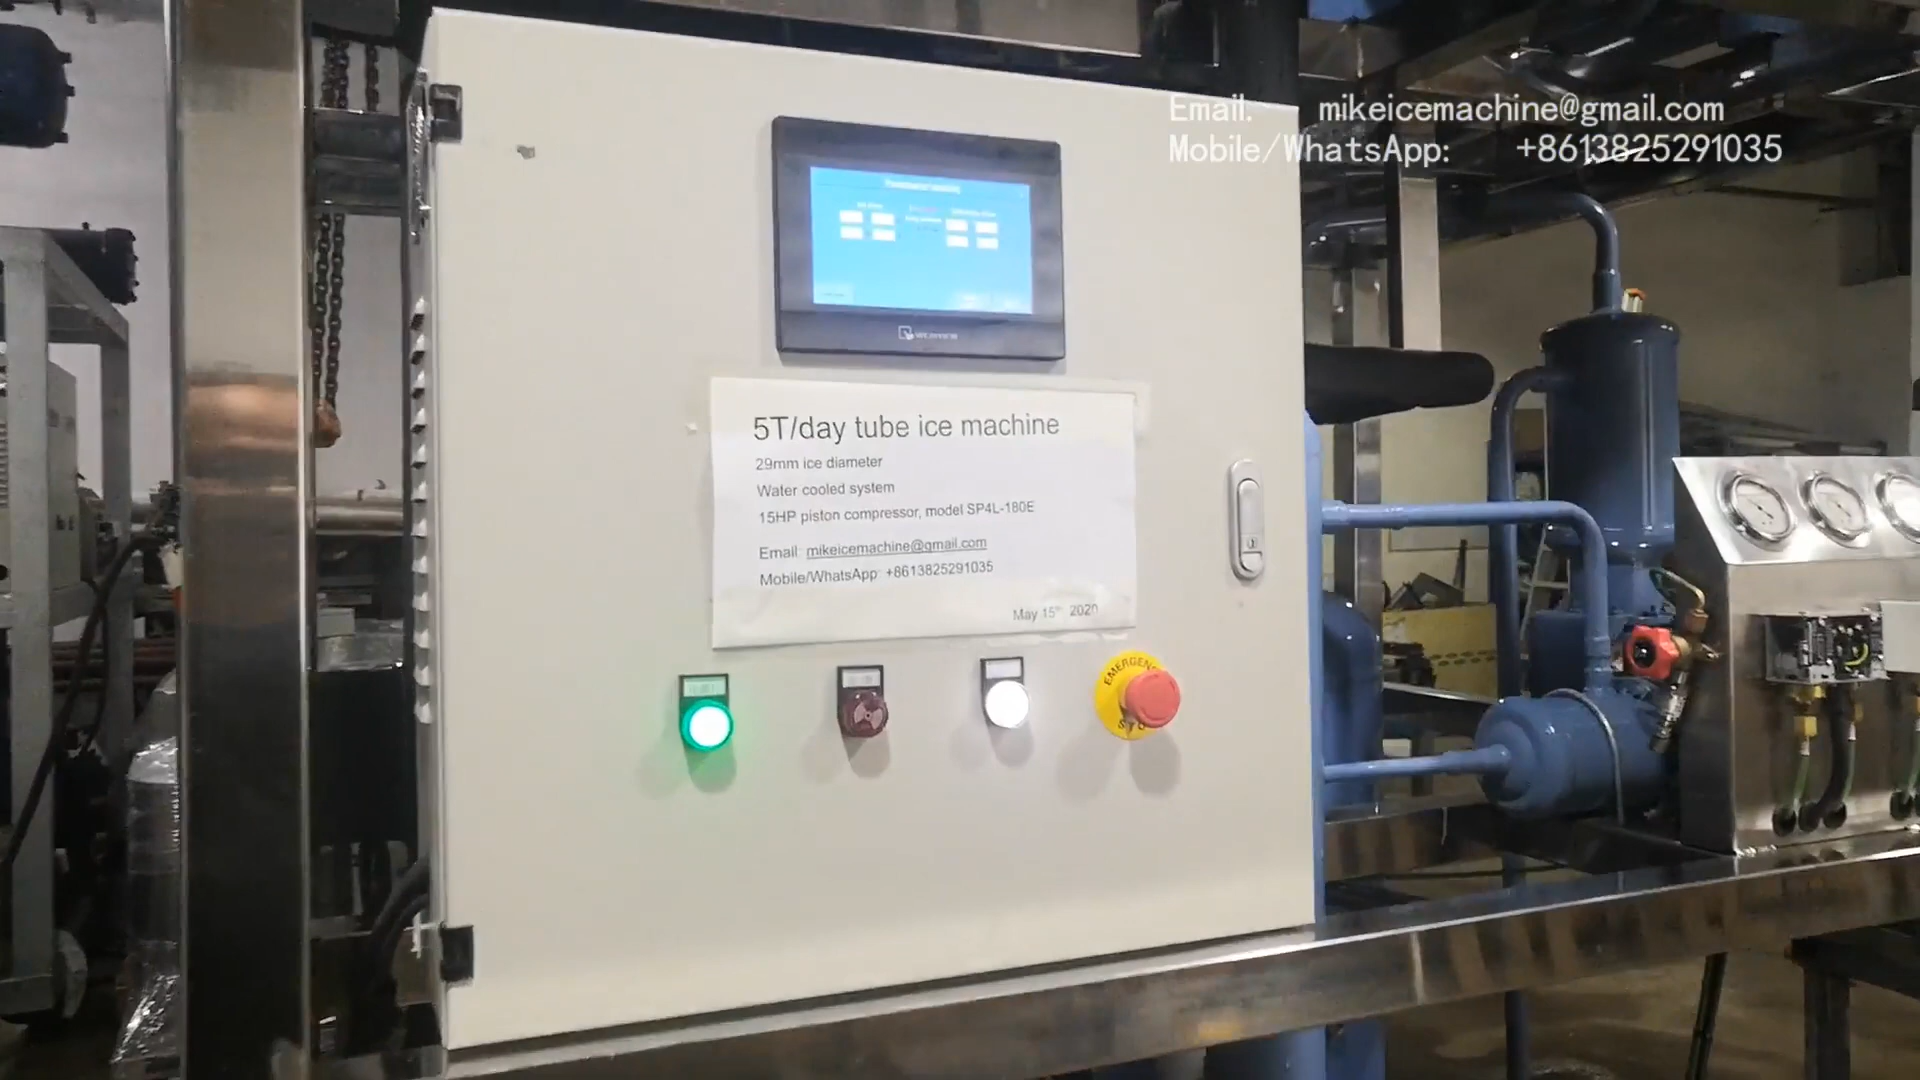 Email: mikeicemachine@gmail.com
Mobile/WhatsApp: +8613825291035
5T/day tube ice machine
29mm ice diameter
Water cooled system
15HP piston compressor, model SP4L-180E
Email: mikeicemachine@gmail.com
Mobile/WhatsApp: +8613825291035
May 15th 2020
EMERGENC